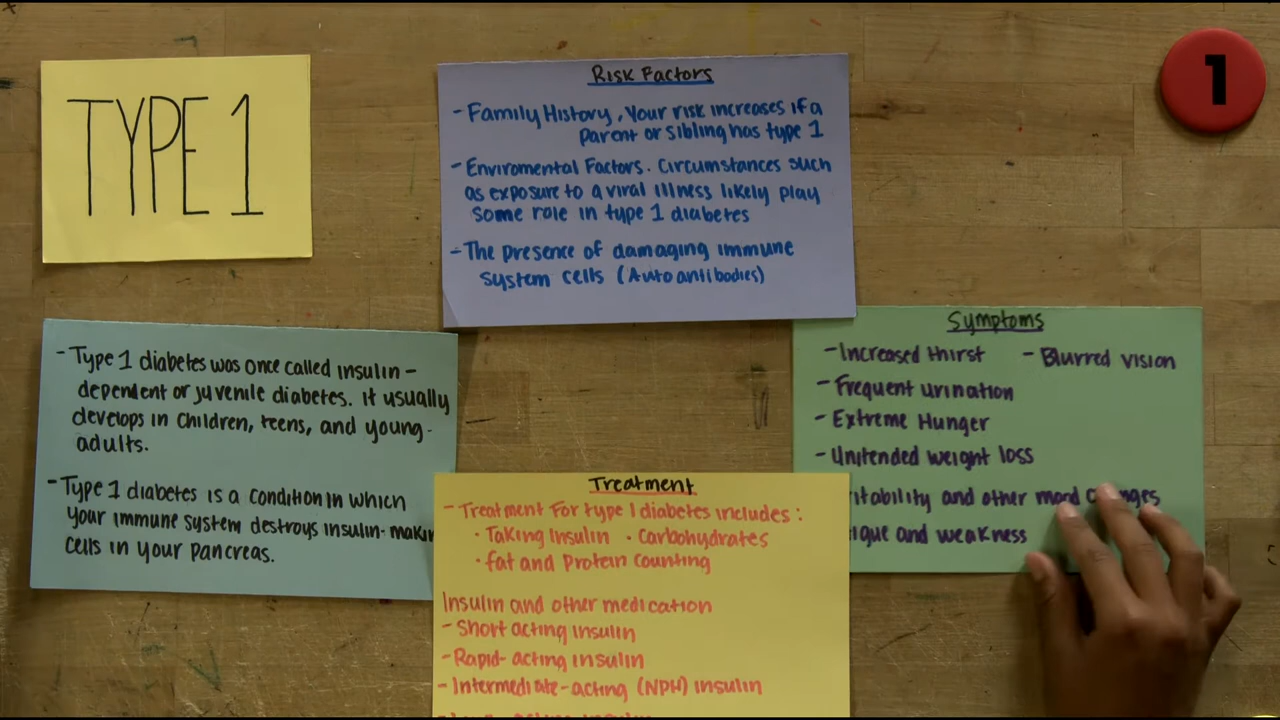 TYPE 1
1
Risk Factors
- Family History, Your risk increases if a
parent or sibling has type 1
- Enviromental Factors. Circumstances such
as exposure to a viral illness likely play
some role in type 1 diabetes
- The presence of damaging immune
system cells (Autoantibodies)
- Type 1 diabetes was once called insulin-
dependent or juvenile diabetes. it usually
develops in children, teens, and young
adults.
- Type 1 diabetes is a condition in which
your immune system destroys insulin-makin
cells in your pancreas.
Symptoms
- Increased thirst - Blurred vision
- Frequent urination
- Extreme Hunger
- Unitended weight loss
itability and other mood
igue and weakness
Treatment
- Treatment for type 1 diabetes includes:
· Taking Insulin · Carbohydrates
· fat and Protein Counting
Insulin and other medication
- Short acting insulin
- Rapid-acting insulin
- Intermediate-acting (NPH) insulin